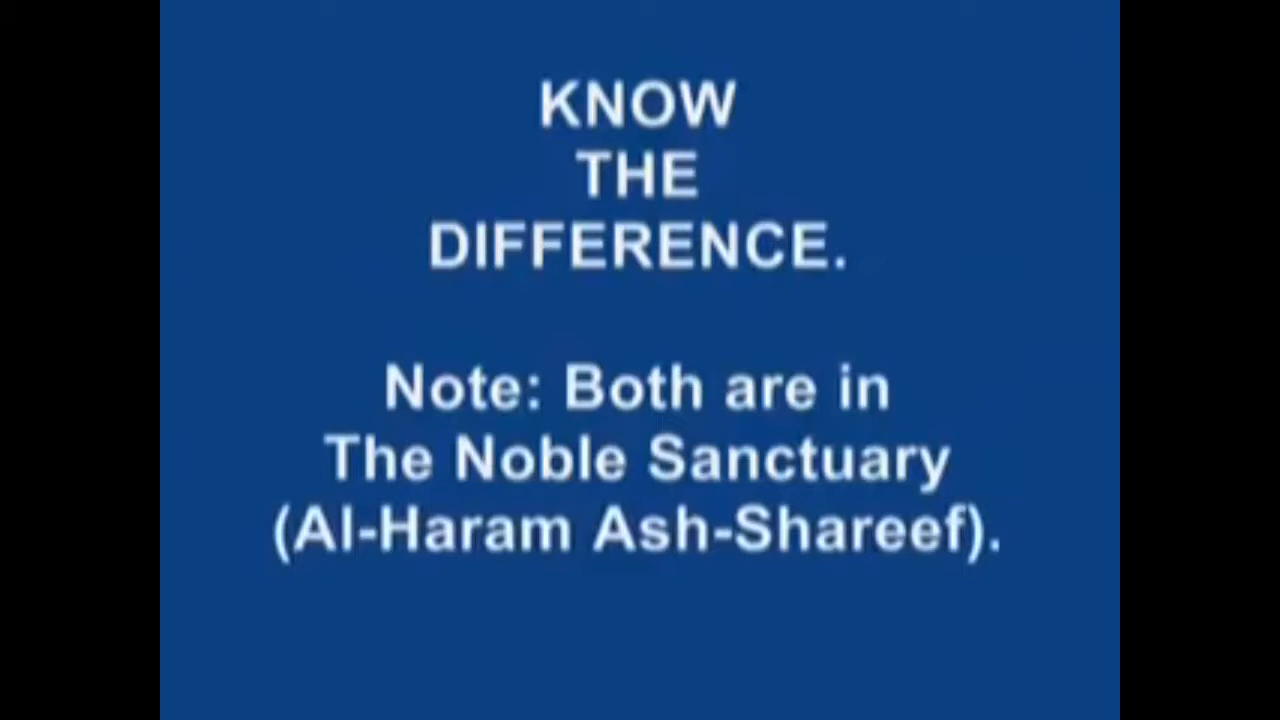 KNOW
THE
DIFFERENCE.
Note: Both are in
The Noble Sanctuary
(Al-Haram Ash-Shareef).